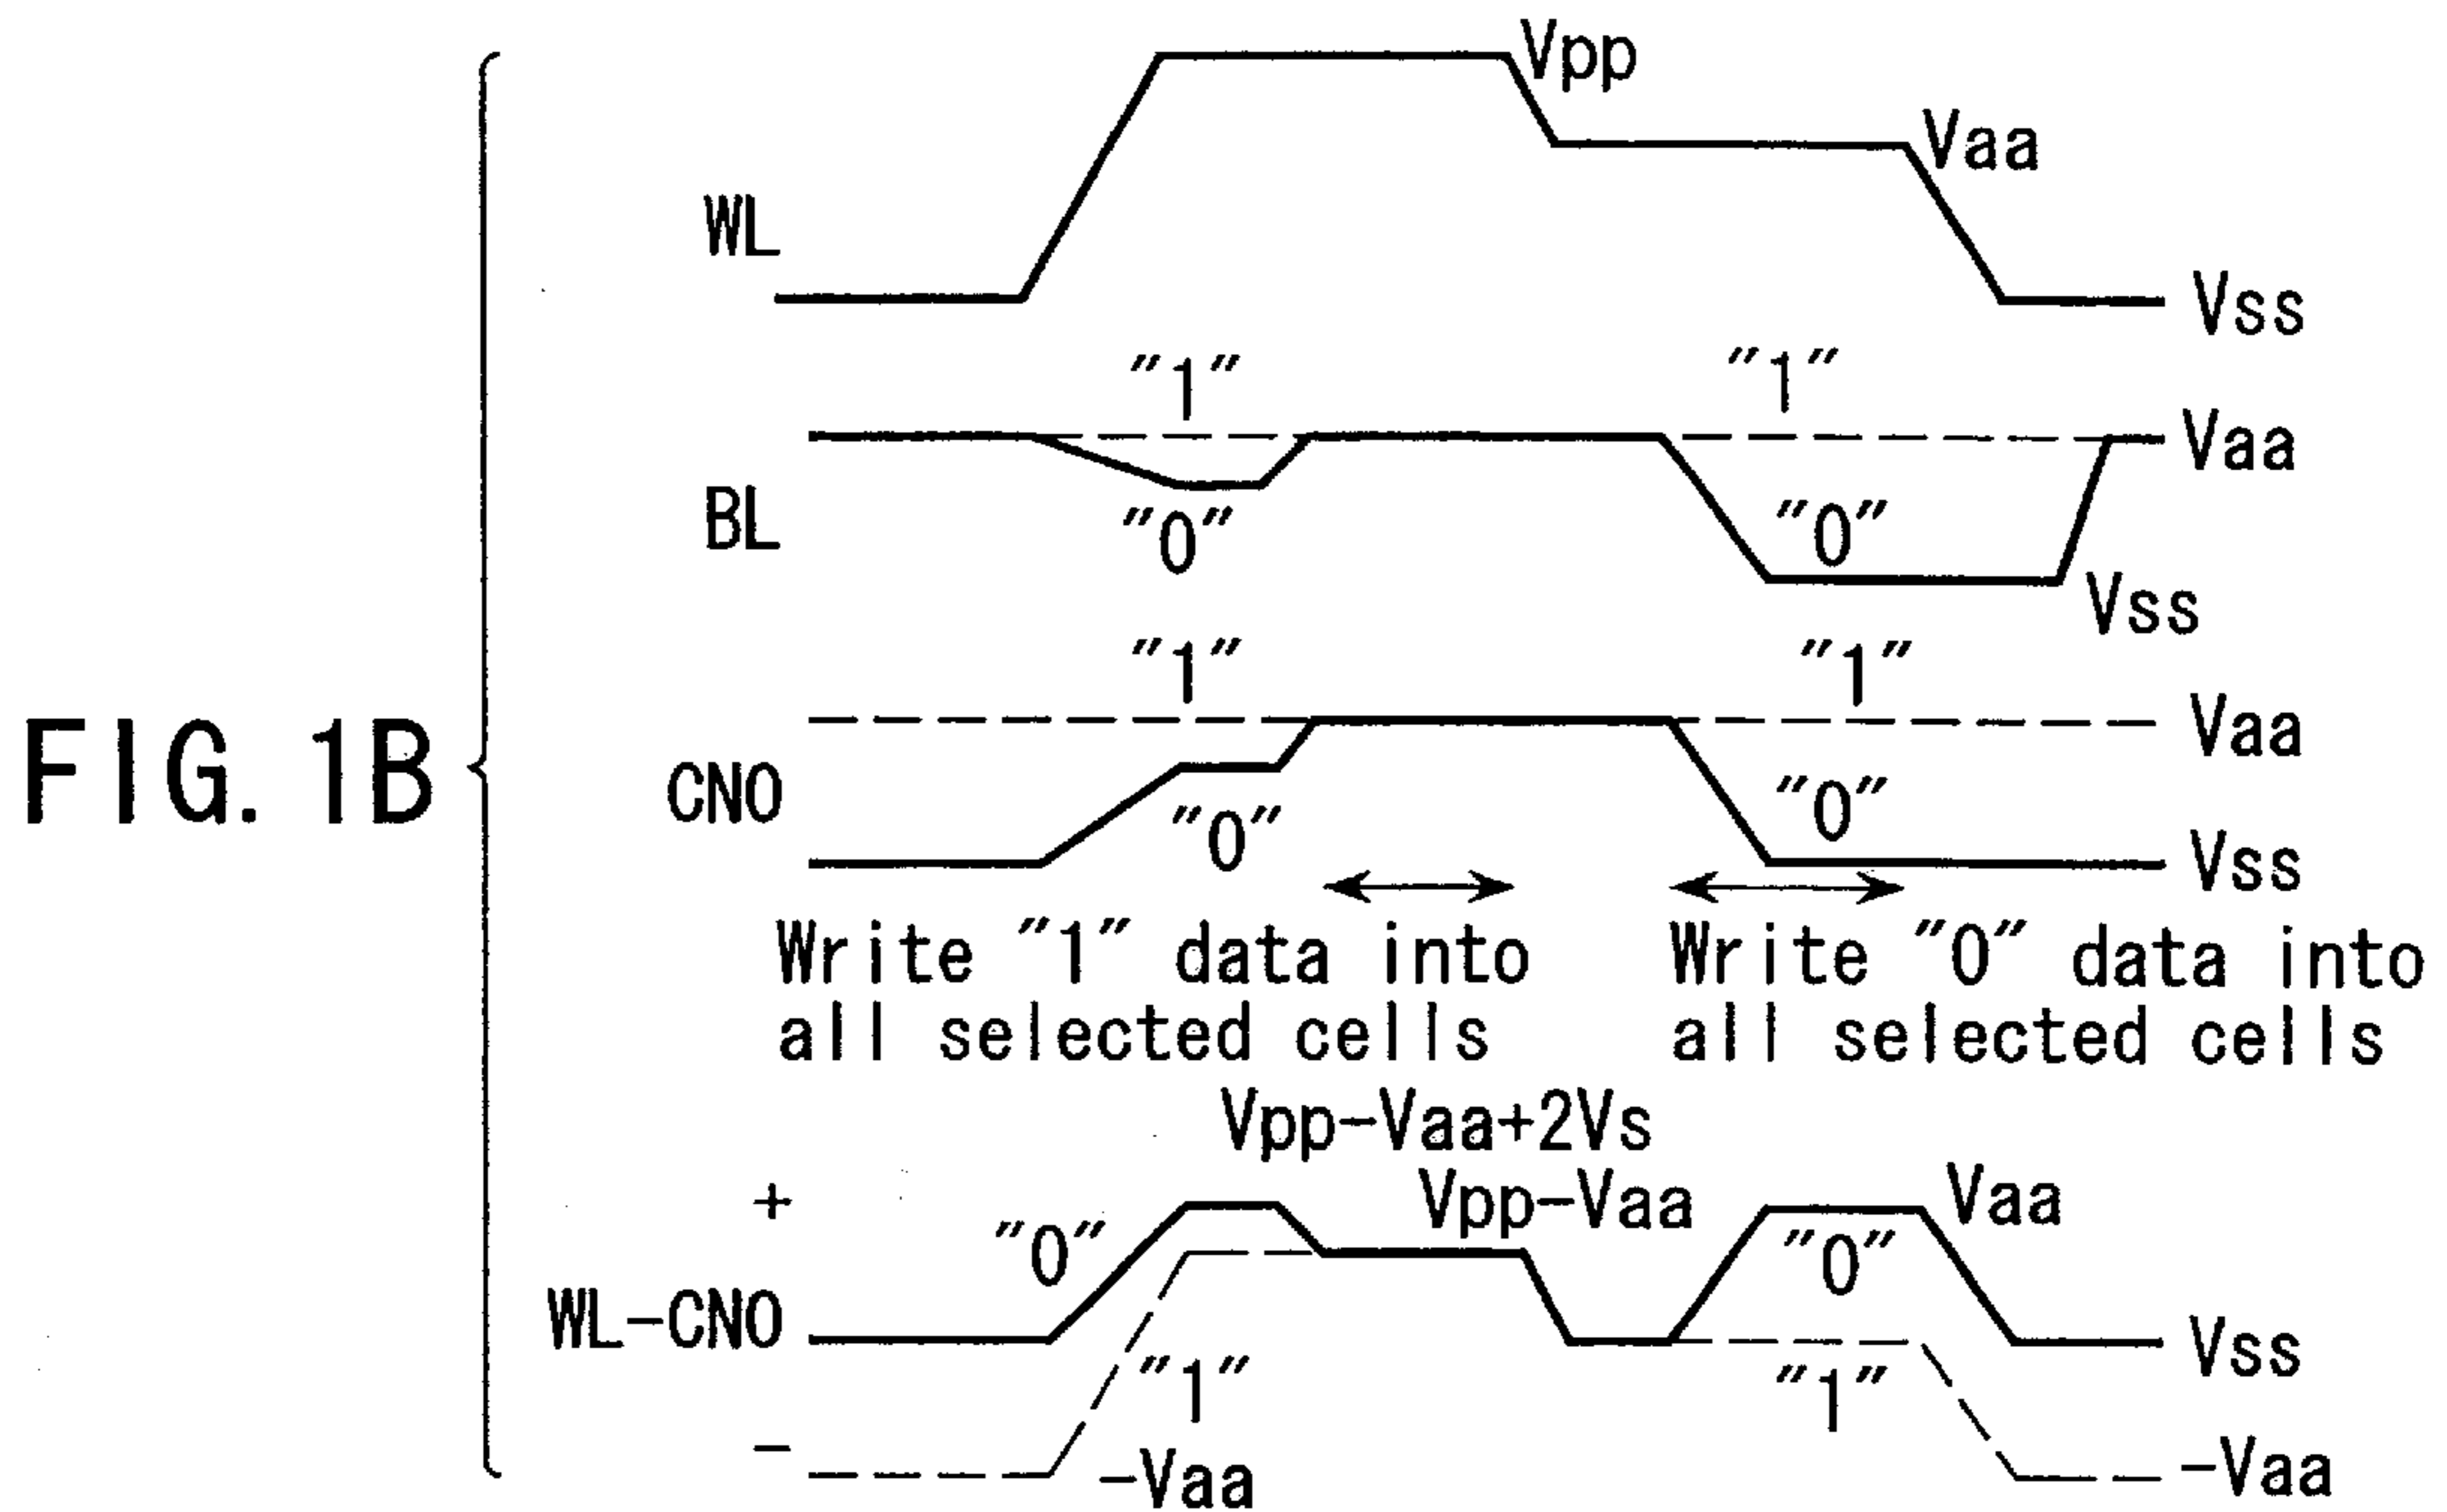 FIG. 1B
Vpp
Vaa
WL
Vss
"1" "1"
Vaa
BL
"0" "0"
Vss
"1" "1"
Vaa
CNO
"0" "0"
Vss
Write "1" data into
all selected cells
Write "0" data into
all selected cells
Vpp-Vaa+2Vs
+
Vpp-Vaa
Vaa
"0" "0"
WL-CNO
Vss
"1" "1"
-
-Vaa
-Vaa